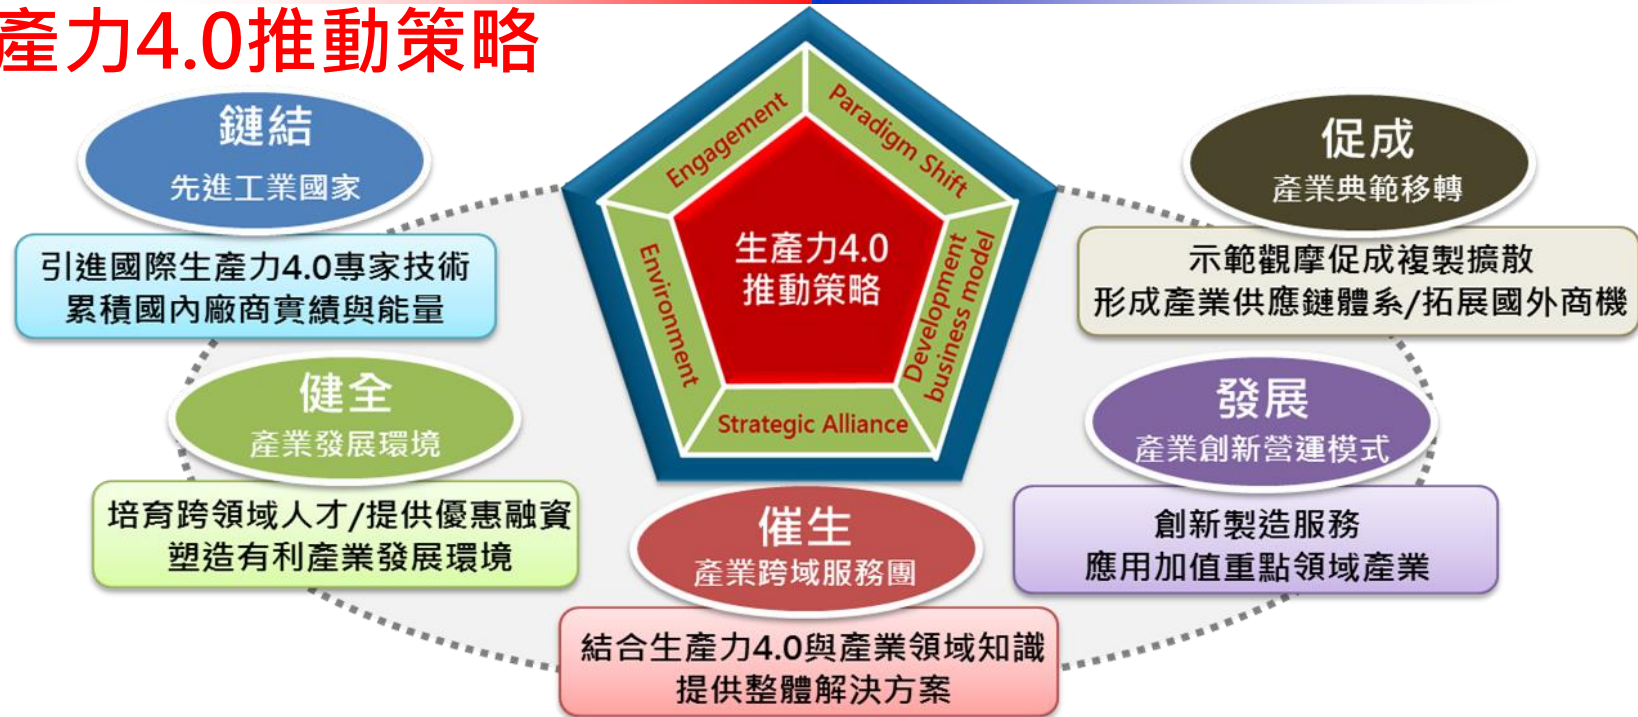 產力4.0推動策略
鏈結
先進工業國家
引進國際生產力4.0專家技術
累積國內廠商實績與能量
健全
產業發展環境
培育跨領域人才/提供優惠融資
塑造有利產業發展環境
Engagement
Paradigm Shift
Environment
Development
business model
Strategic Alliance
生產力4.0
推動策略
催生
產業跨域服務團
結合生產力4.0與產業領域知識
提供整體解決方案
促成
產業典範移轉
示範觀摩促成複製擴散
形成產業供應鏈體系/拓展國外商機
發展
產業創新營運模式
創新製造服務
應用加值重點領域產業